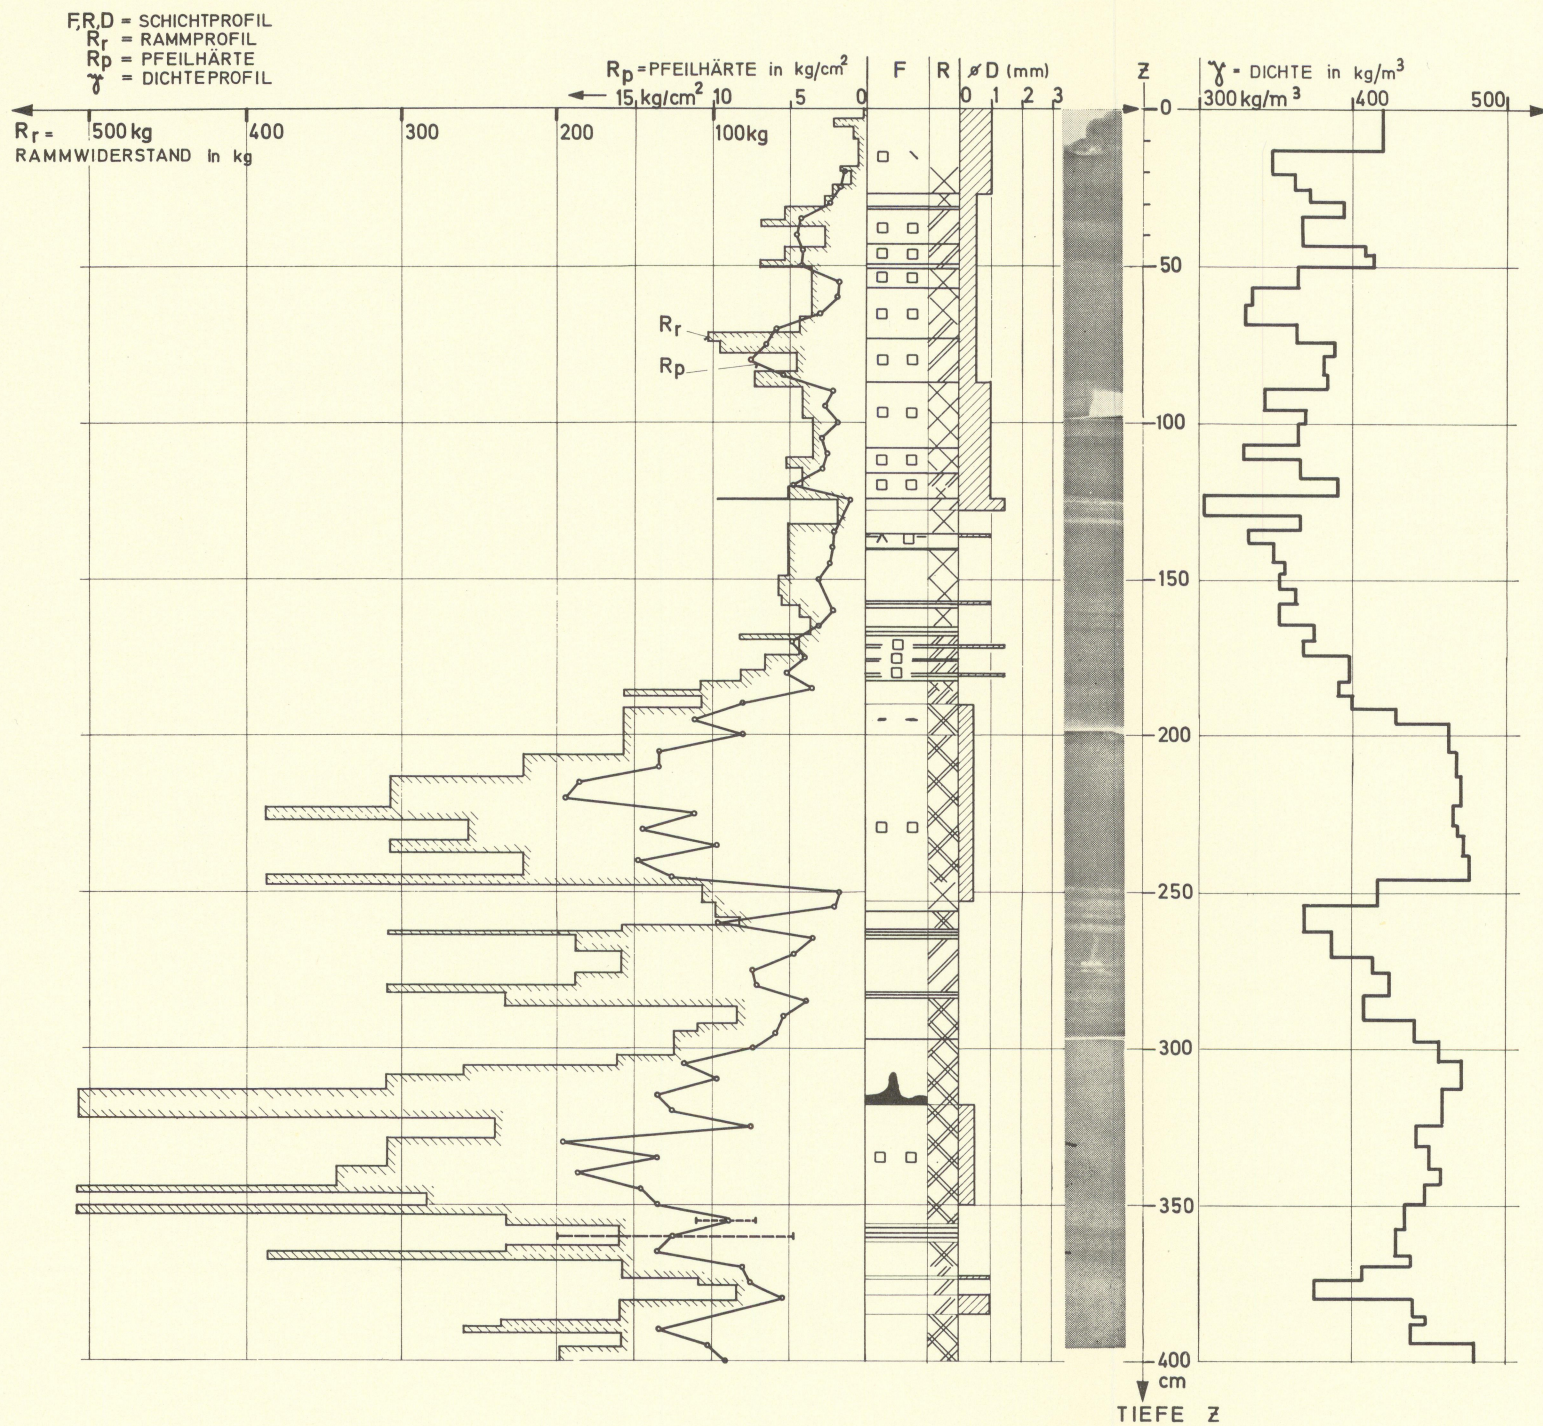 F,R,D = SCHICHTPROFIL
Rr = RAMMPROFIL
Rp = PFEILHÄRTE
γ = DICHTEPROFIL
Rp = PFEILHÄRTE in kg/cm²
← 15 kg/cm² 10 5 0
F R ø D (mm)
0 1 2 3
Z
γ = DICHTE in kg/m³
300 kg/m³ 400 500
Rr = 500 kg 400 300 200 100 kg
RAMMWIDERSTAND in kg
Rr
Rp
0
50
100
150
200
250
300
350
400
cm
TIEFE Z